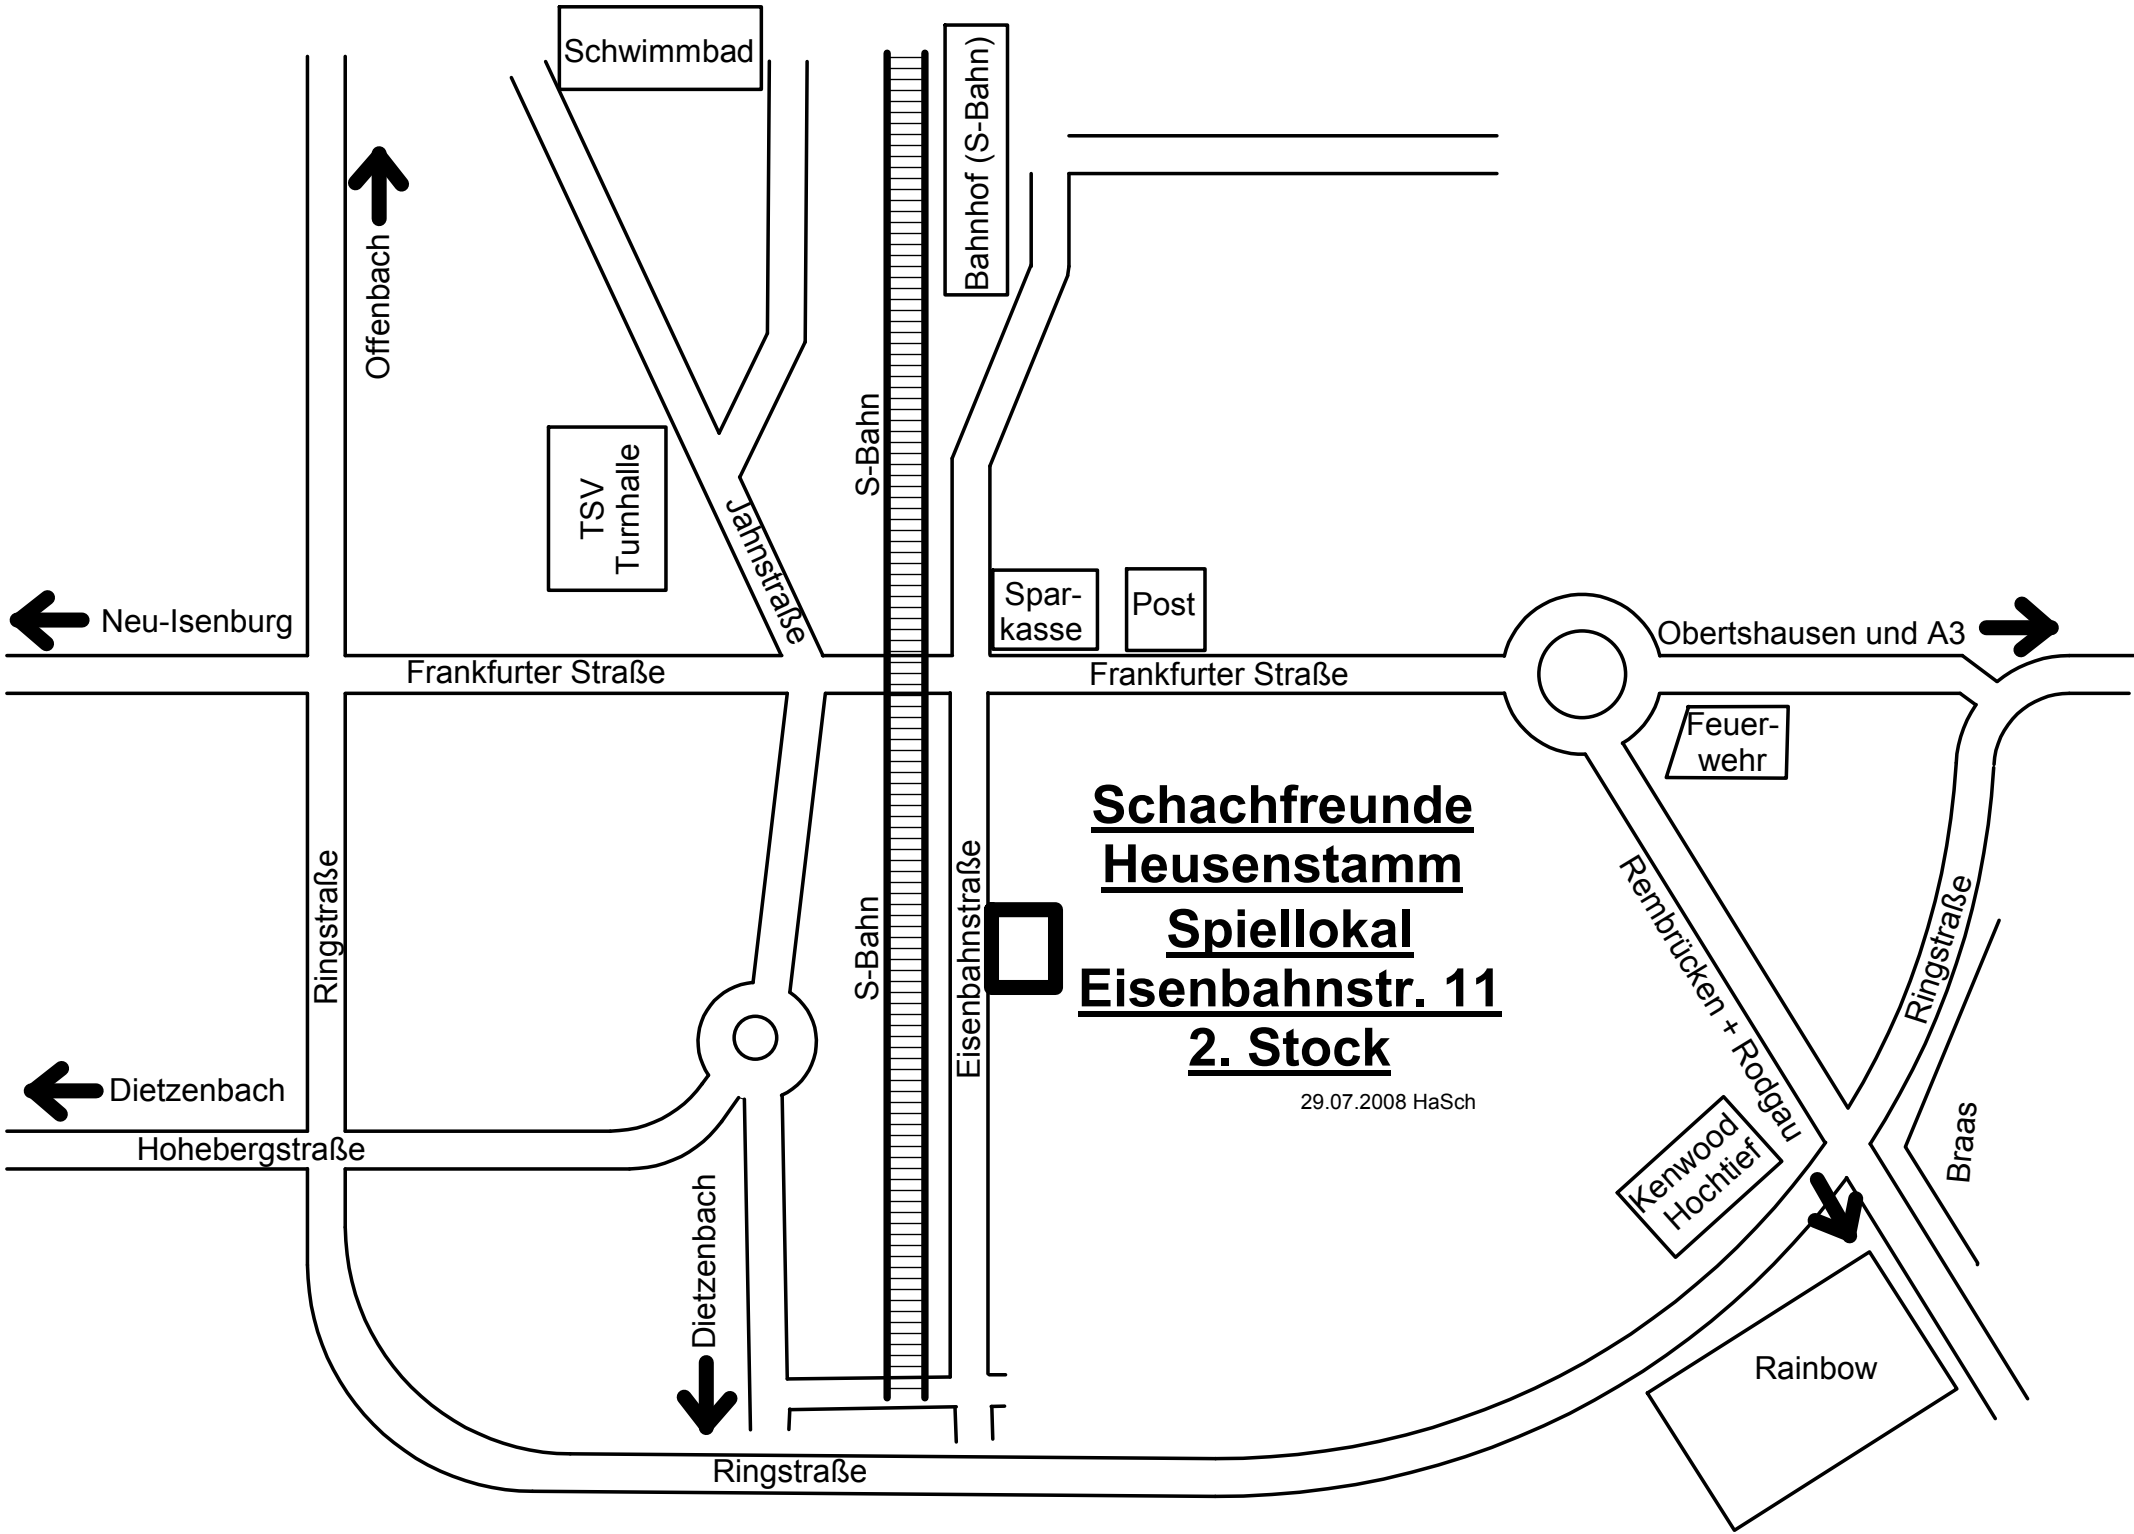 Schwimmbad
Bahnhof (S-Bahn)
Offenbach
S-Bahn
TSV
Turnhalle
Jahnstraße
Spar-
kasse
Post
Neu-Isenburg
Obertshausen und A3
Frankfurter Straße
Frankfurter Straße
Feuer-
wehr
Schachfreunde
Heusenstamm
Spiellokal
Eisenbahnstr. 11
2. Stock
29.07.2008 HaSch
Ringstraße
S-Bahn
Eisenbahnstraße
Rembrücken + Rodgau
Ringstraße
Dietzenbach
Hohebergstraße
Kenwood
Hochtief
Braas
Dietzenbach
Rainbow
Ringstraße